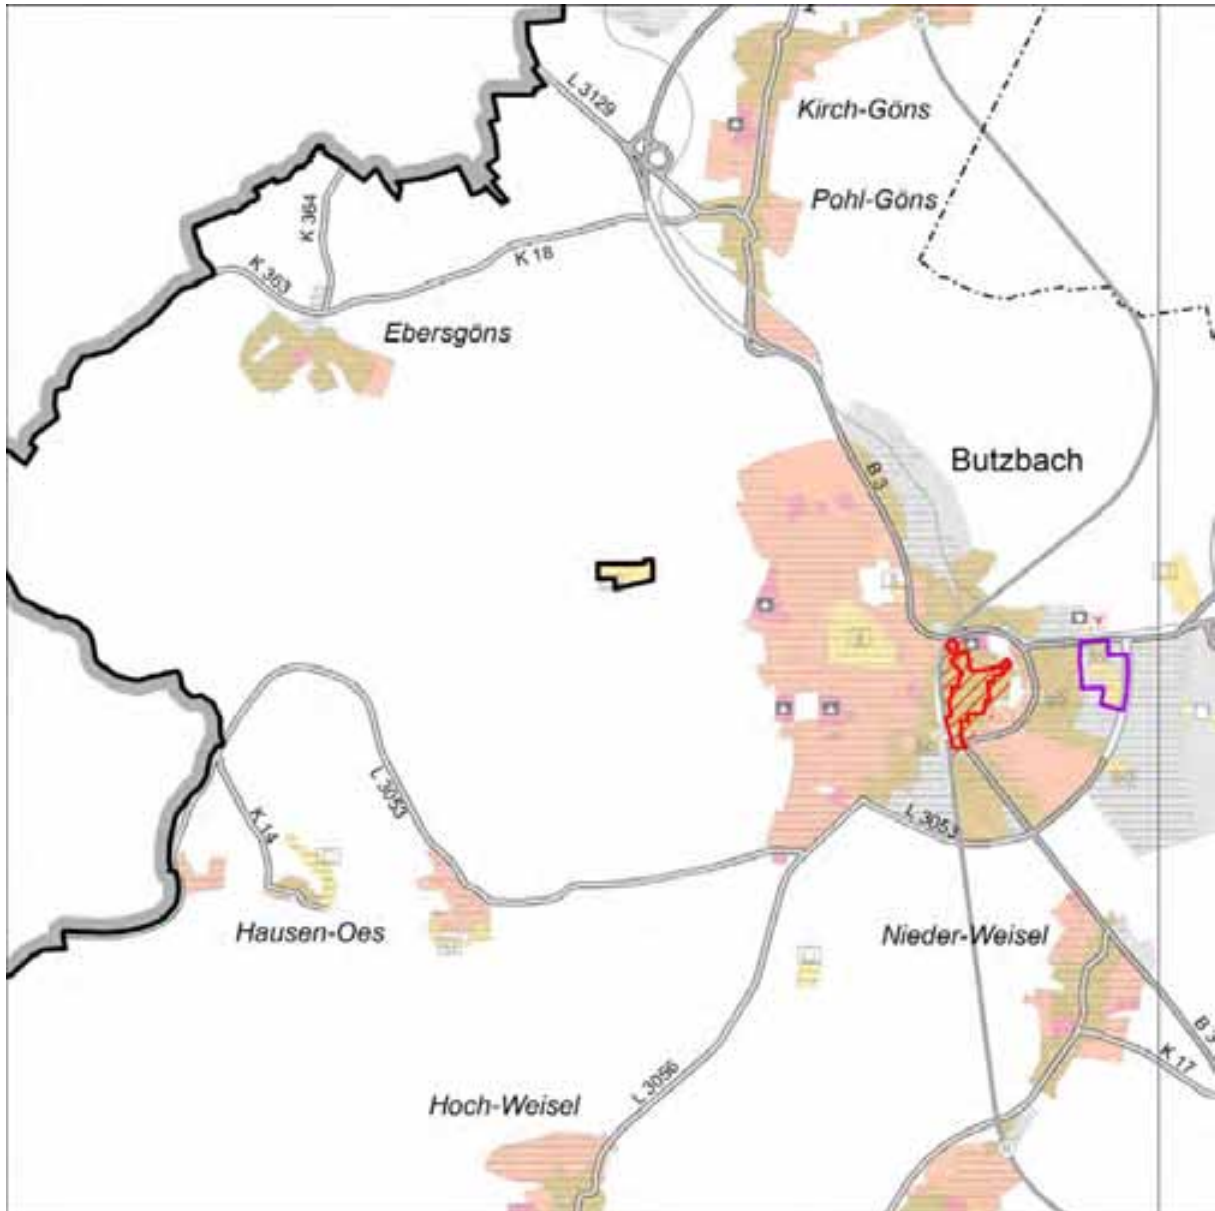 L 3129
Kirch-Göns
K 364
Pohl-Göns
K 363
K 18
Ebersgöns
Butzbach
B 3
L 3053
K 14
L 3053
Hausen-Oes
Nieder-Weisel
B 3
K 17
L 3056
Hoch-Weisel